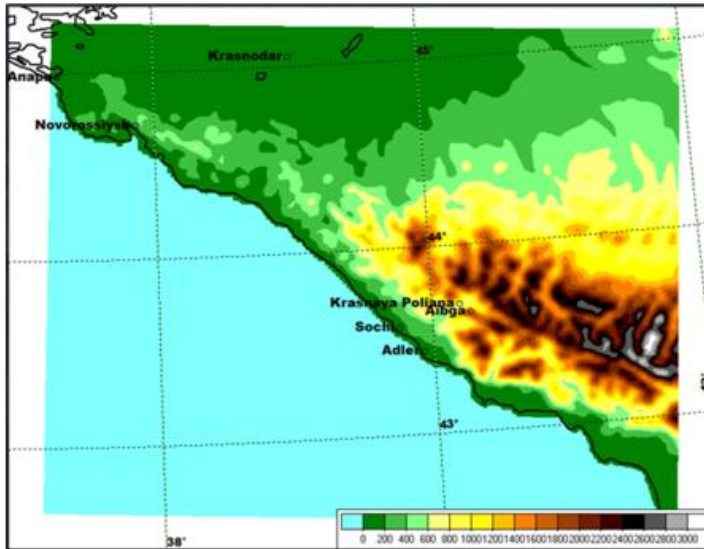 Krasnodar
45°
Анапа
Novorossiysk
44°
Krasnaya Poliana
Aibga
Sochi
Adler
43°
38°
0 200 400 600 800 1000 1200 1400 1600 1800 2000 2200 2400 2600 2800 3000